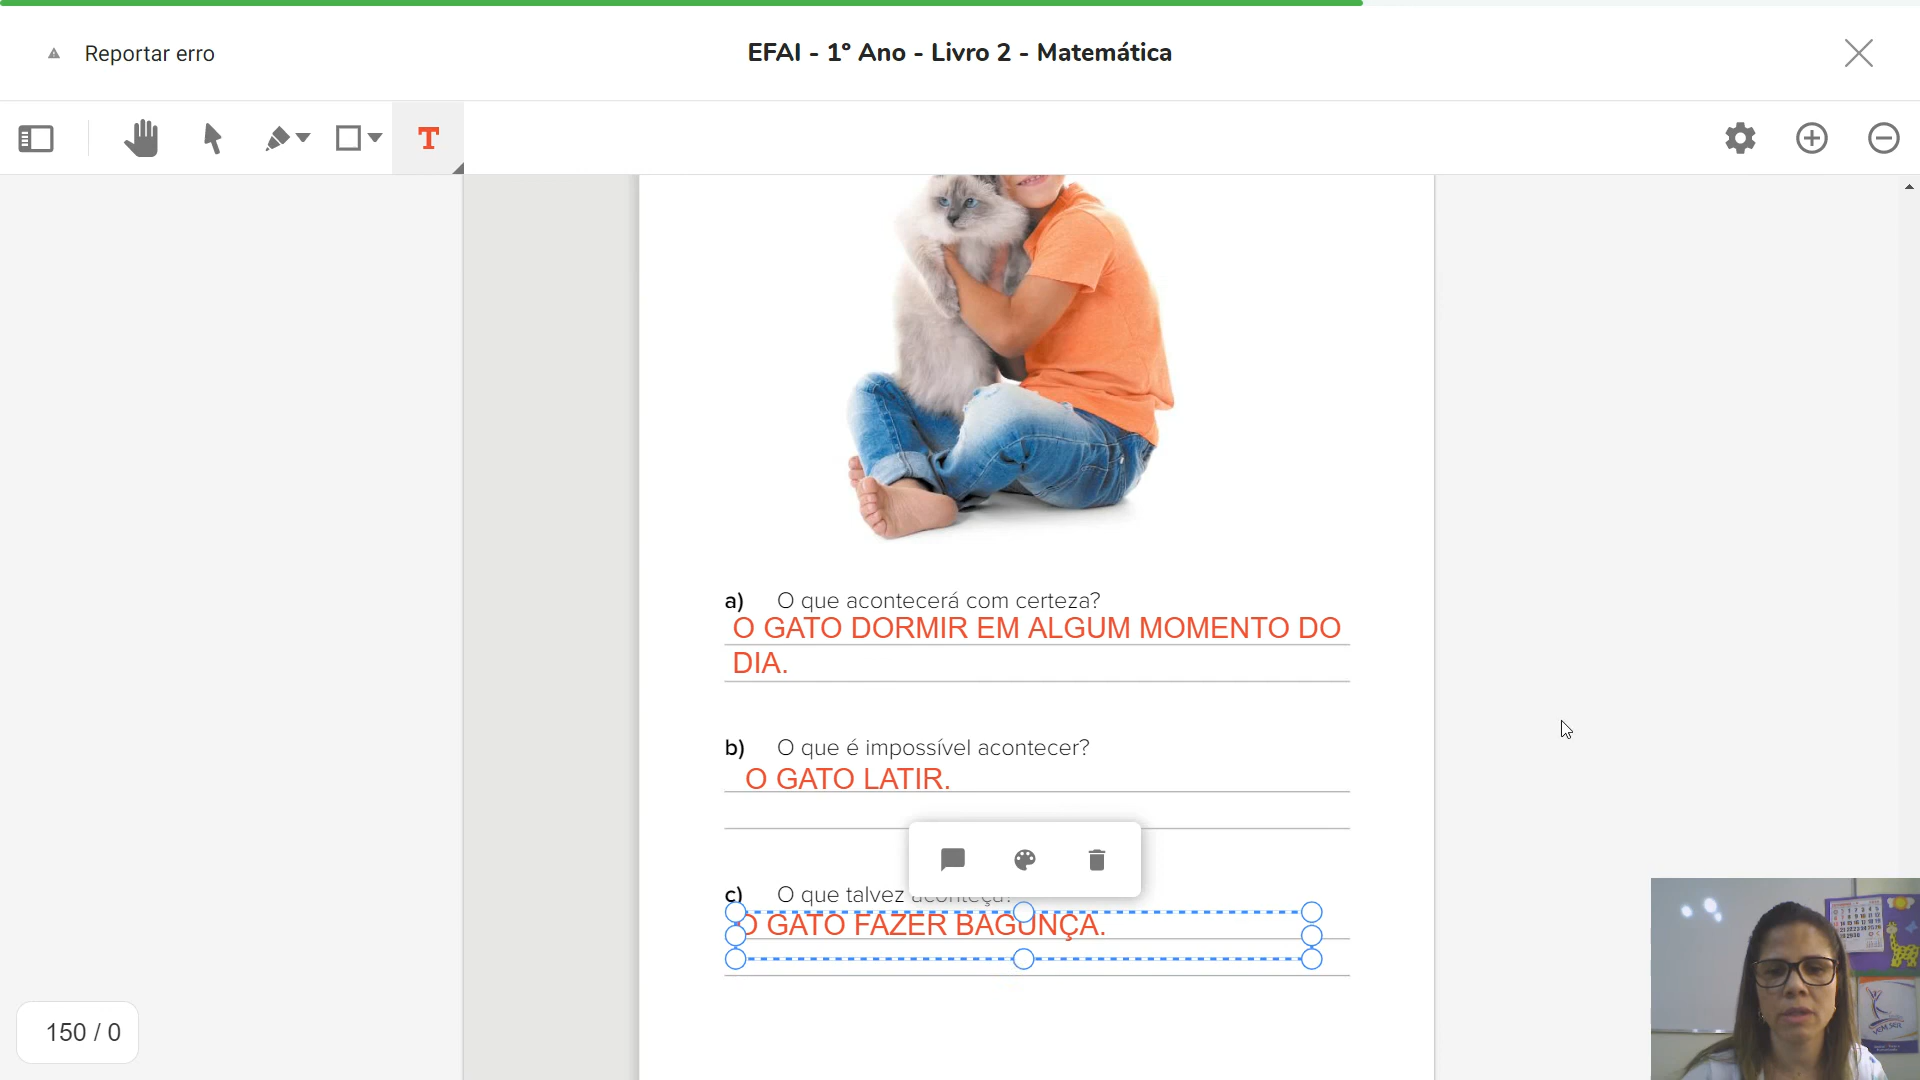 Reportar erro
EFAI - 1º Ano - Livro 2 - Matemática
T
a) O que acontecerá com certeza?
O GATO DORMIR EM ALGUM MOMENTO DO
DIA.
b) O que é impossível acontecer?
O GATO LATIR.
c) O que talvez aconteça?
O GATO FAZER BAGUNÇA.
150 / 0